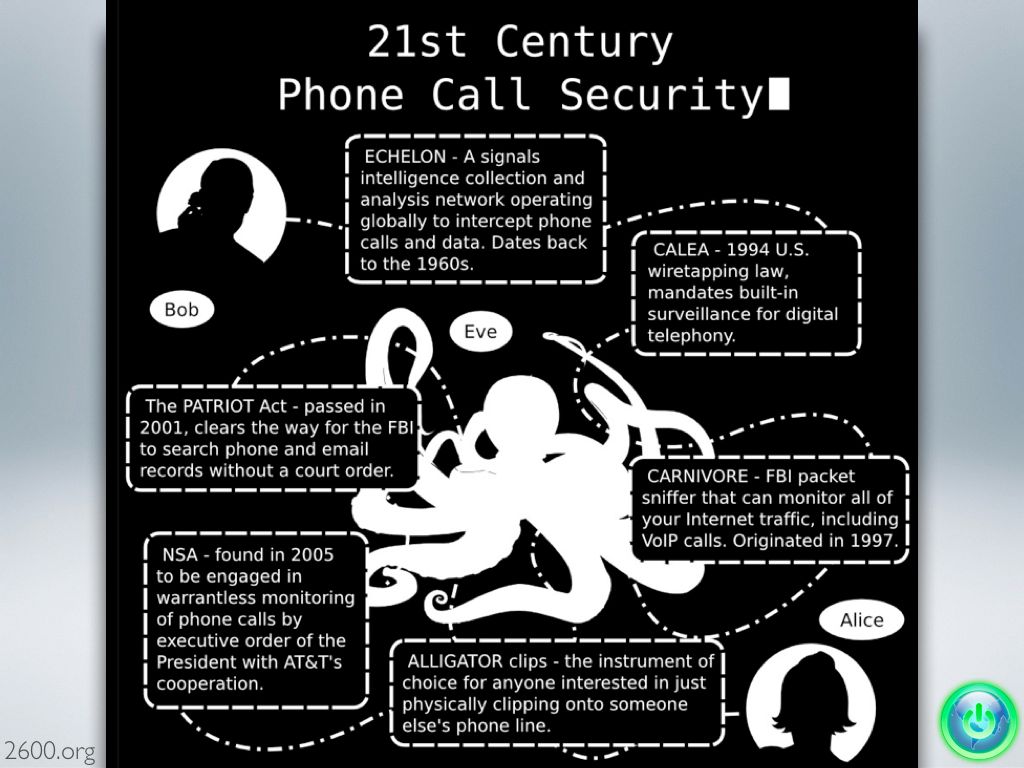 21st Century
Phone Call Security
ECHELON - A signals
intelligence collection and
analysis network operating
globally to intercept phone
calls and data. Dates back
to the 1960s.
CALEA - 1994 U.S.
wiretapping law,
mandates built-in
surveillance for digital
telephony.
Bob
Eve
The PATRIOT Act - passed in
2001, clears the way for the FBI
to search phone and email
records without a court order.
CARNIVORE - FBI packet
sniffer that can monitor all of
your Internet traffic, including
VoIP calls. Originated in 1997.
NSA - found in 2005
to be engaged in
warrantless monitoring
of phone calls by
executive order of the
President with AT&T's
cooperation.
Alice
ALLIGATOR clips - the instrument of
choice for anyone interested in just
physically clipping onto someone
else's phone line.
2600.org